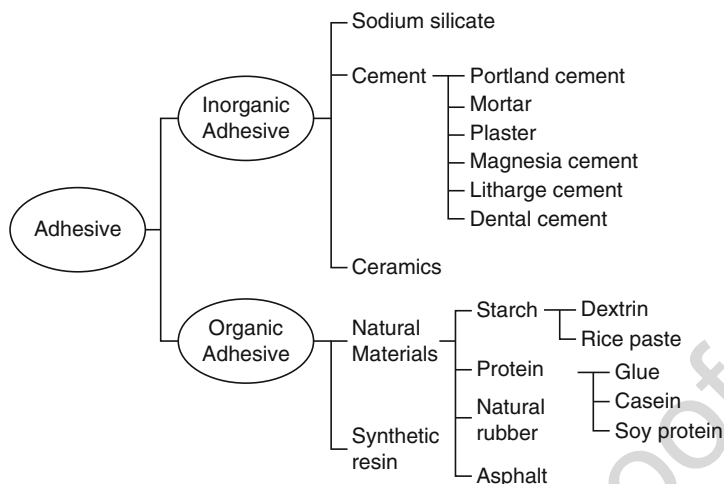 Adhesive
Inorganic
Adhesive
Sodium silicate
Cement
Portland cement
Mortar
Plaster
Magnesia cement
Litharge cement
Dental cement
Ceramics
Organic
Adhesive
Natural
Materials
Starch
Dextrin
Rice paste
Protein
Glue
Casein
Soy protein
Natural
rubber
Asphalt
Synthetic
resin